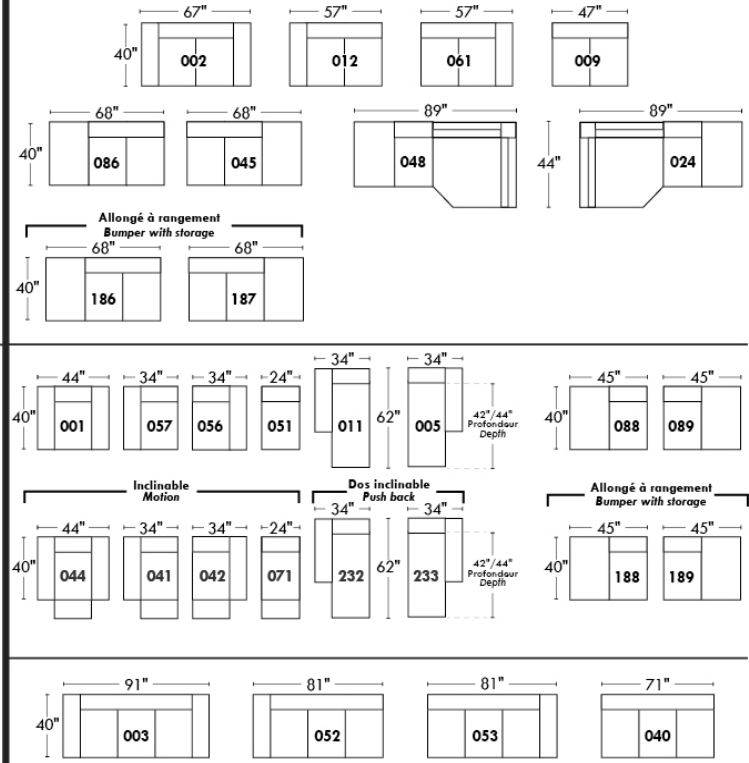 67" 57" 57" 47"
40" 002 012 061 009
68" 68" 89" 89"
40" 086 045 048 44" 024
Allongé à rangement
Bumper with storage
68" 68"
40" 186 187
44" 34" 34" 24" 34" 34" 45" 45"
40" 001 057 056 051 011 62" 005 42"/44" 40" 088 089
Profondeur
Depth
Inclinable
Motion
Dos inclinable
Push back
Allongé à rangement
Bumper with storage
44" 34" 34" 24" 34" 34" 45" 45"
40" 044 041 042 071 232 62" 233 42"/44" 40" 188 189
Profondeur
Depth
91" 81" 81" 71"
40" 003 052 053 040